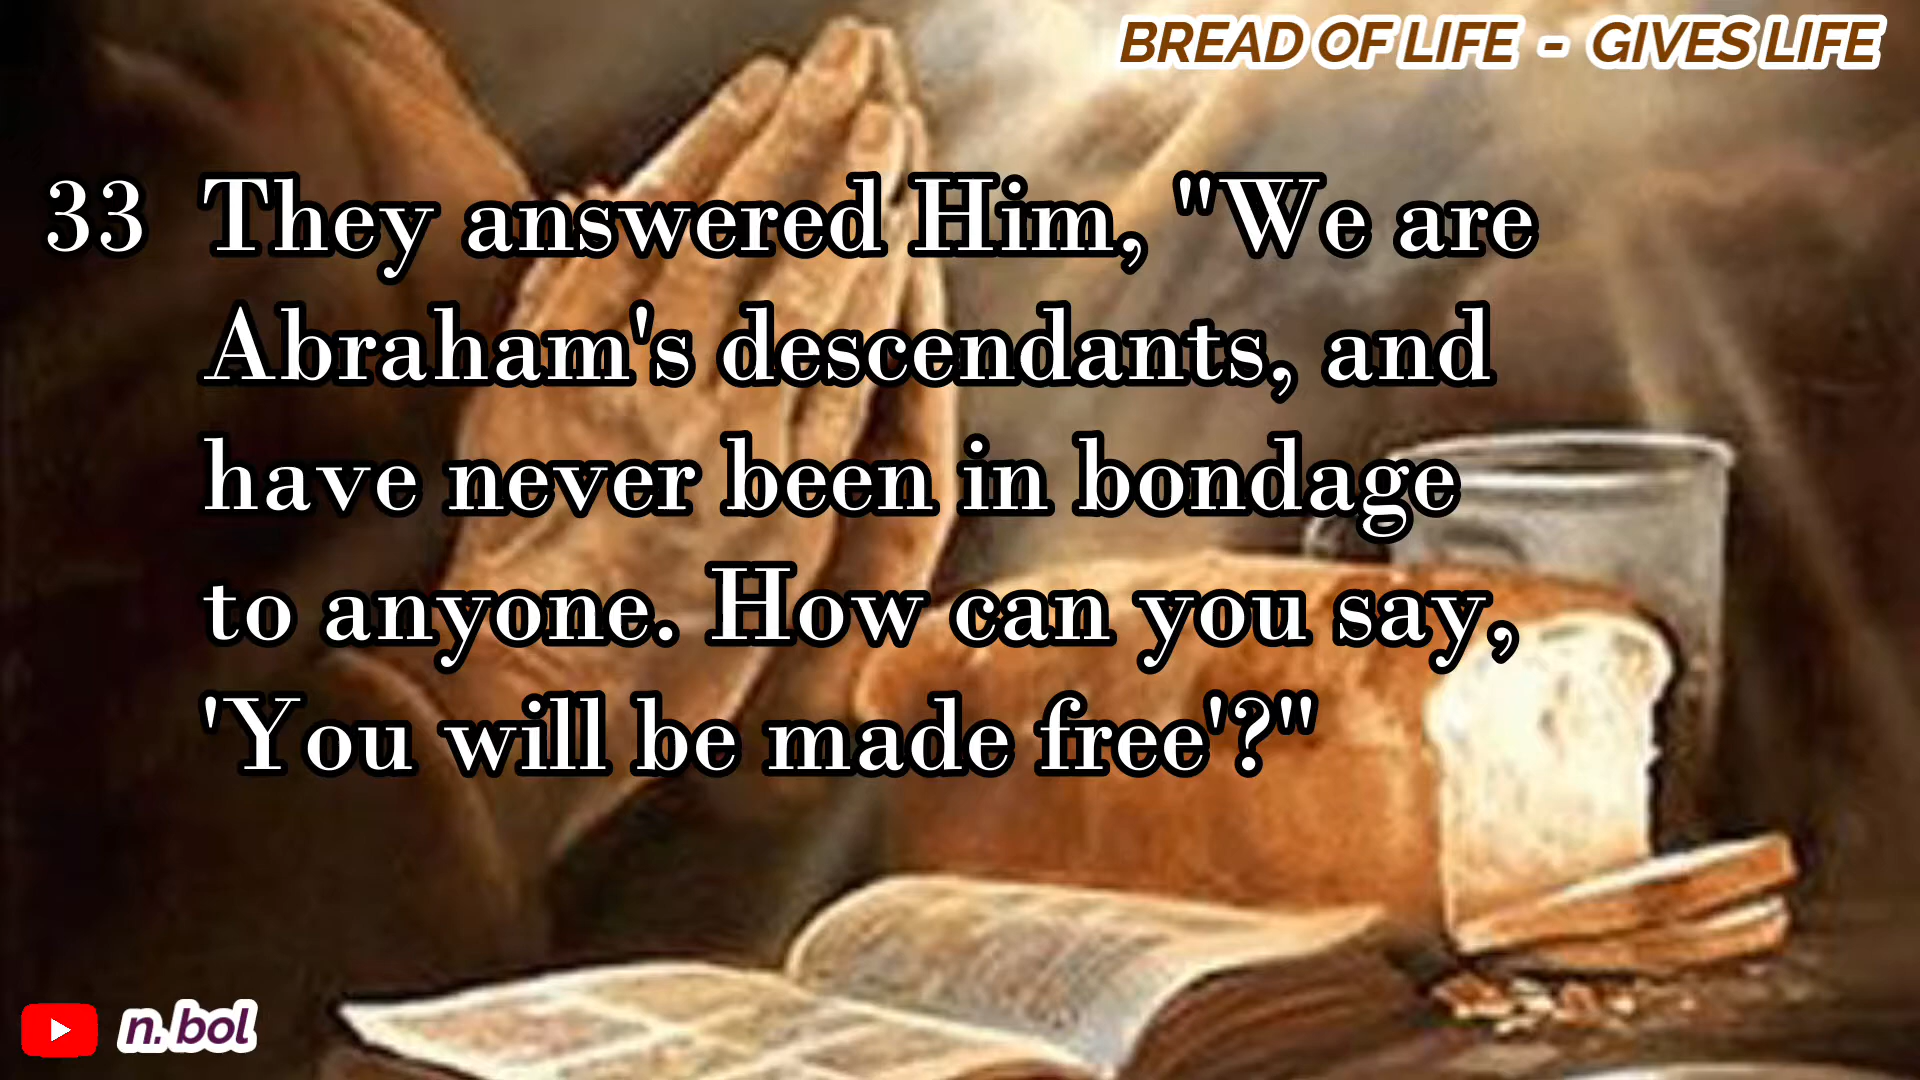 BREAD OF LIFE - GIVES LIFE
33 They answered Him, "We are
Abraham's descendants, and
have never been in bondage
to anyone. How can you say,
'You will be made free'?"
n. bol